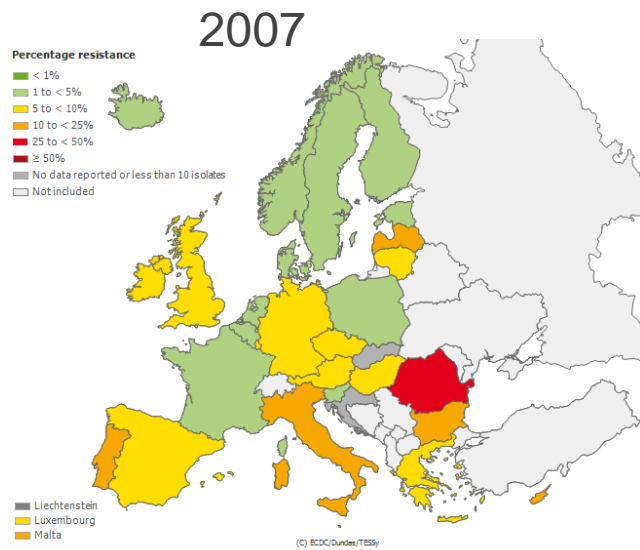 2007
Percentage resistance
< 1%
1 to < 5%
5 to < 10%
10 to < 25%
25 to < 50%
≥ 50%
No data reported or less than 10 isolates
Not included
Liechtenstein
Luxembourg
Malta
(C) ECDC/Dundas/TESSy